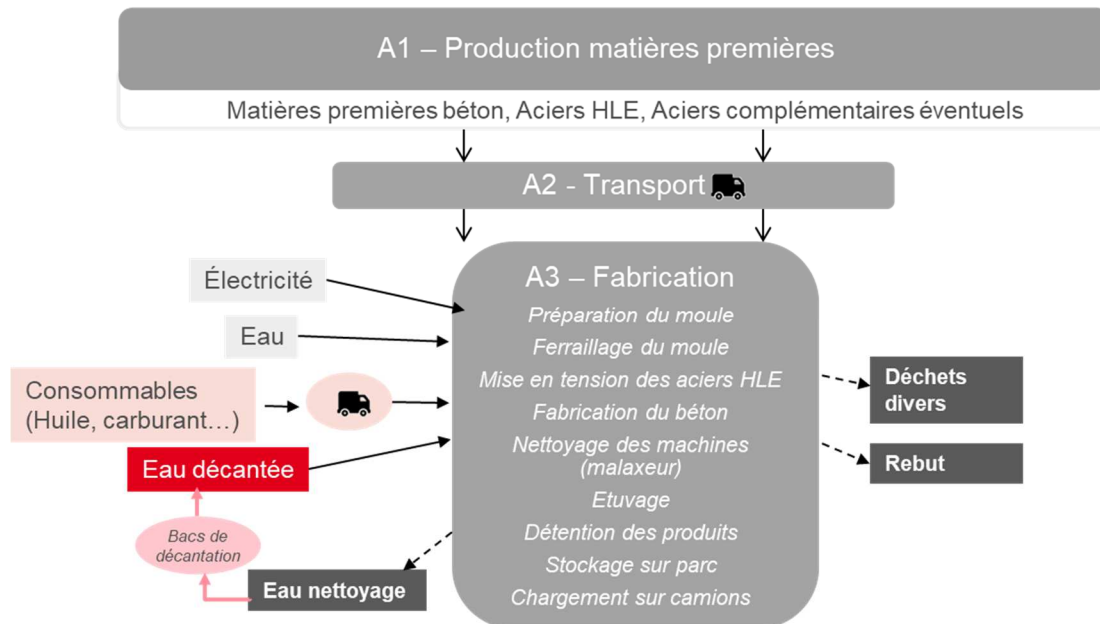 A1 – Production matières premières
Matières premières béton, Aciers HLE, Aciers complémentaires éventuels
A2 - Transport
A3 – Fabrication
Préparation du moule
Ferraillage du moule
Mise en tension des aciers HLE
Fabrication du béton
Nettoyage des machines
(malaxeur)
Etuvage
Détention des produits
Stockage sur parc
Chargement sur camions
Électricité
Eau
Consommables
(Huile, carburant…)
Eau décantée
Bacs de
décantation
Eau nettoyage
Déchets
divers
Rebut